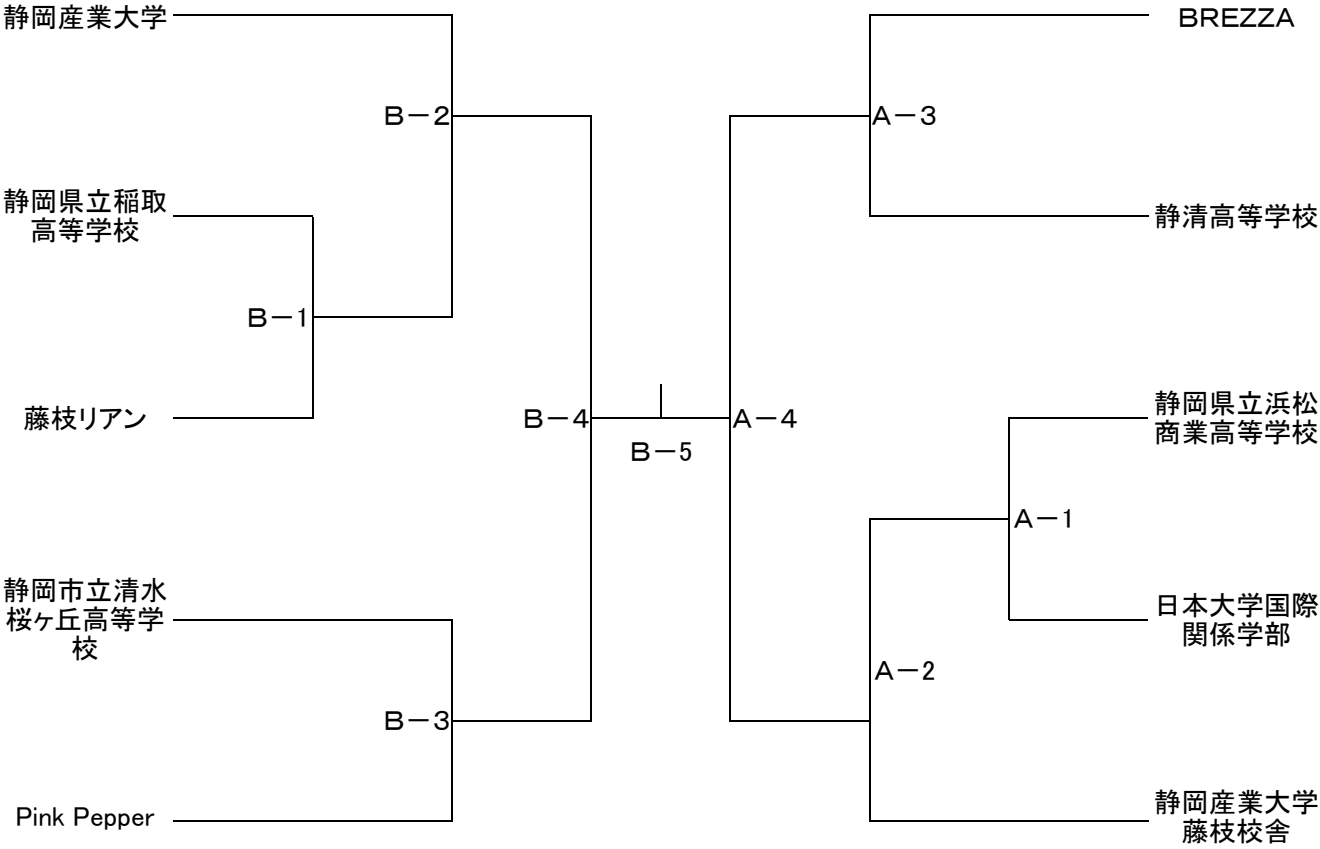 静岡産業大学
B－2
静岡県立稲取
高等学校
B－1
藤枝リアン
B－4
静岡市立清水
桜ヶ丘高等学
校
B－3
Pink Pepper
B－5
BREZZA
A－3
静清高等学校
A－4
静岡県立浜松
商業高等学校
A－1
日本大学国際
関係学部
A－2
静岡産業大学
藤枝校舎